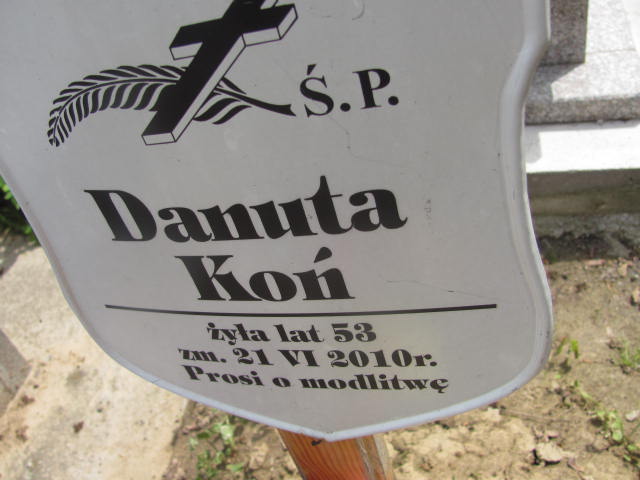 Ś.P.
Danuta
Koń
żyła lat 53
zm. 21 VI 2010r.
Prosi o modlitwę